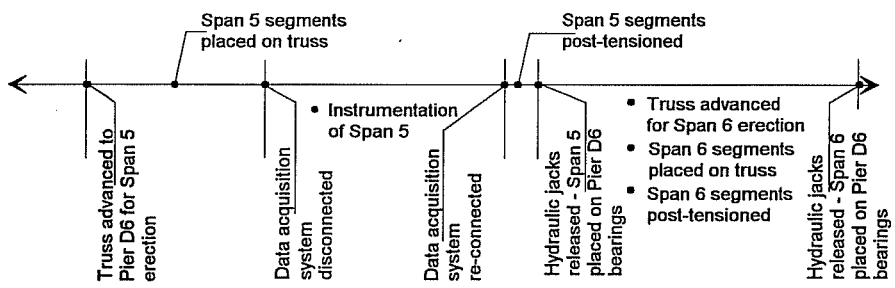 Span 5 segments
placed on truss
Span 5 segments
post-tensioned
• Instrumentation
of Span 5
• Truss advanced
for Span 6 erection
• Span 6 segments
placed on truss
• Span 6 segments
post-tensioned
Truss advanced to
Pier D6 for Span 5
erection
Data acquisition
system
disconnected
Data acquisition
system
re-connected
Hydraulic jacks
released - Span 5
placed on Pier D6
bearings
Hydraulic jacks
released - Span 6
placed on Pier D6
bearings